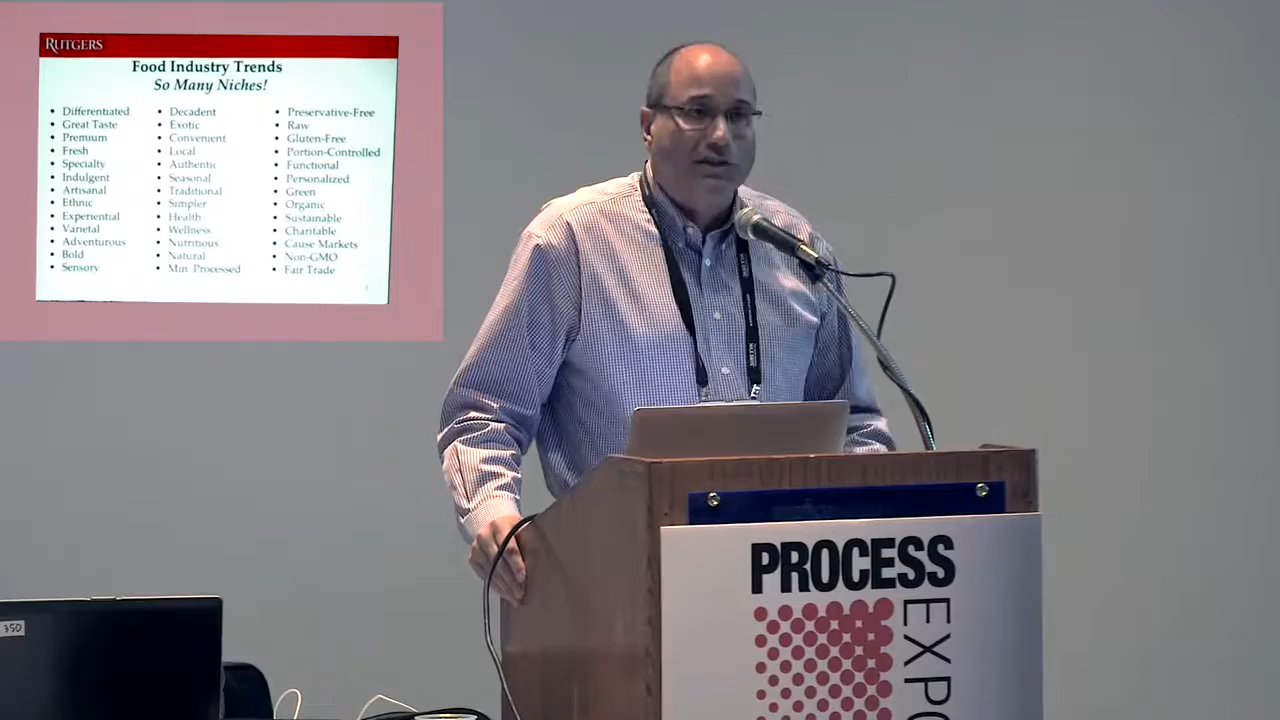 RUTGERS
Food Industry Trends
So Many Niches!
• Differentiated
• Great Taste
• Premium
• Fresh
• Specialty
• Indulgent
• Artisanal
• Ethnic
• Experiential
• Varietal
• Adventurous
• Bold
• Sensory
• Decadent
• Exotic
• Convenient
• Local
• Authentic
• Seasonal
• Traditional
• Simpler
• Health
• Wellness
• Nutritious
• Natural
• Min. Processed
• Preservative-Free
• Raw
• Gluten-Free
• Portion-Controlled
• Functional
• Personalized
• Green
• Organic
• Sustainable
• Charitable
• Cause Markets
• Non-GMO
• Fair Trade
350
PROCESS
EXPO